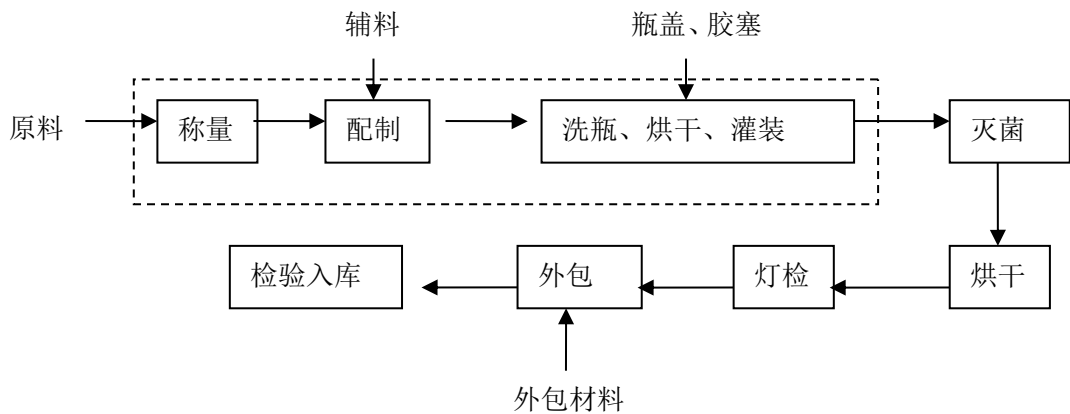 辅料
瓶盖、胶塞
原料
称量
配制
洗瓶、烘干、灌装
灭菌
检验入库
外包
灯检
烘干
外包材料